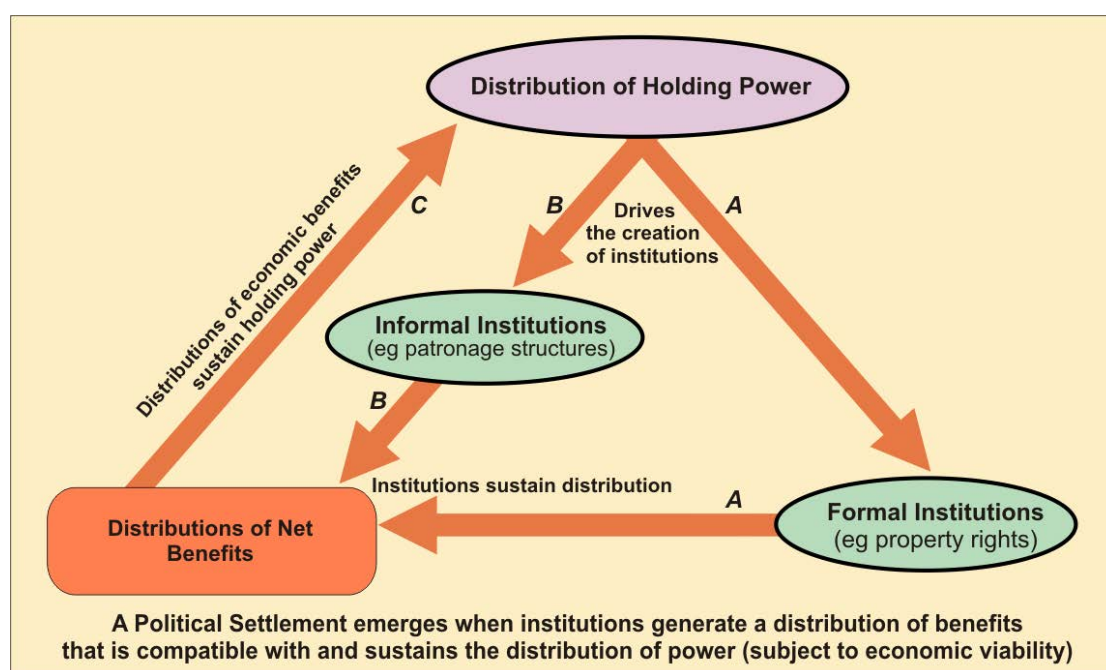 Distribution of Holding Power
C
B
A
Drives
the creation
of institutions
Distributions of economic benefits
sustain holding power
Informal Institutions
(eg patronage structures)
B
Institutions sustain distribution
A
Distributions of Net
Benefits
Formal Institutions
(eg property rights)
A Political Settlement emerges when institutions generate a distribution of benefits
that is compatible with and sustains the distribution of power (subject to economic viability)